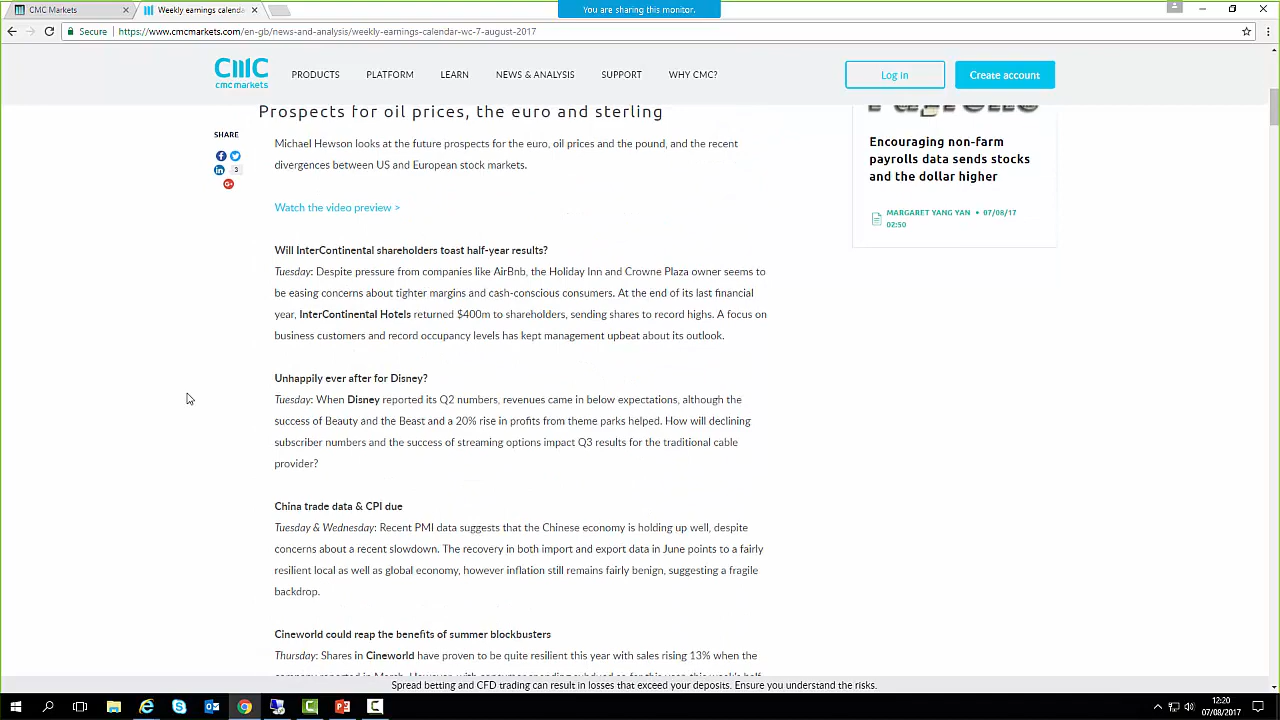 CMC Markets
Weekly earnings calenda
You are sharing this monitor.
Secure
https://www.cmcmarkets.com/en-gb/news-and-analysis/weekly-earnings-calendar-wc-7-august-2017
cmc markets
PRODUCTS PLATFORM LEARN NEWS & ANALYSIS SUPPORT WHY CMC?
Log in
Create account
Prospects for oil prices, the euro and sterling
SHARE
3
Michael Hewson looks at the future prospects for the euro, oil prices and the pound, and the recent
divergences between US and European stock markets.
Watch the video preview >
Will InterContinental shareholders toast half-year results?
Tuesday: Despite pressure from companies like AirBnb, the Holiday Inn and Crowne Plaza owner seems to
be easing concerns about tighter margins and cash-conscious consumers. At the end of its last financial
year, InterContinental Hotels returned $400m to shareholders, sending shares to record highs. A focus on
business customers and record occupancy levels has kept management upbeat about its outlook.
Unhappily ever after for Disney?
Tuesday: When Disney reported its Q2 numbers, revenues came in below expectations, although the
success of Beauty and the Beast and a 20% rise in profits from theme parks helped. How will declining
subscriber numbers and the success of streaming options impact Q3 results for the traditional cable
provider?
China trade data & CPI due
Tuesday & Wednesday: Recent PMI data suggests that the Chinese economy is holding up well, despite
concerns about a recent slowdown. The recovery in both import and export data in June points to a fairly
resilient local as well as global economy, however inflation still remains fairly benign, suggesting a fragile
backdrop.
Cineworld could reap the benefits of summer blockbusters
Thursday: Shares in Cineworld have proven to be quite resilient this year with sales rising 13% when the
Encouraging non-farm
payrolls data sends stocks
and the dollar higher
MARGARET YANG YAN • 07/08/17
02:50
Spread betting and CFD trading can result in losses that exceed your deposits. Ensure you understand the risks.
12:20
07/08/2017